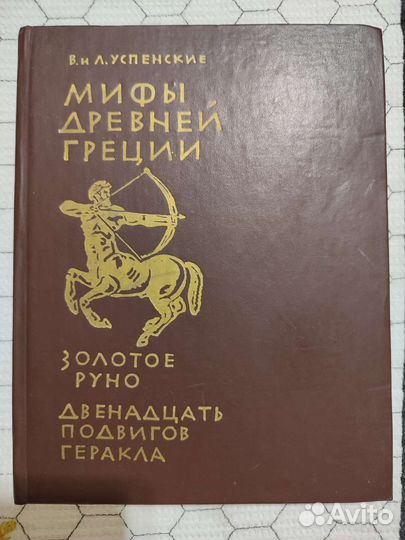 В. и Л. УСПЕНСКИЕ
МИФЫ
ДРЕВНЕЙ
ГРЕЦИИ
ЗОЛОТОЕ
РУНО
ДВЕНАДЦАТЬ
ПОДВИГОВ
ГЕРАКЛА
Avito